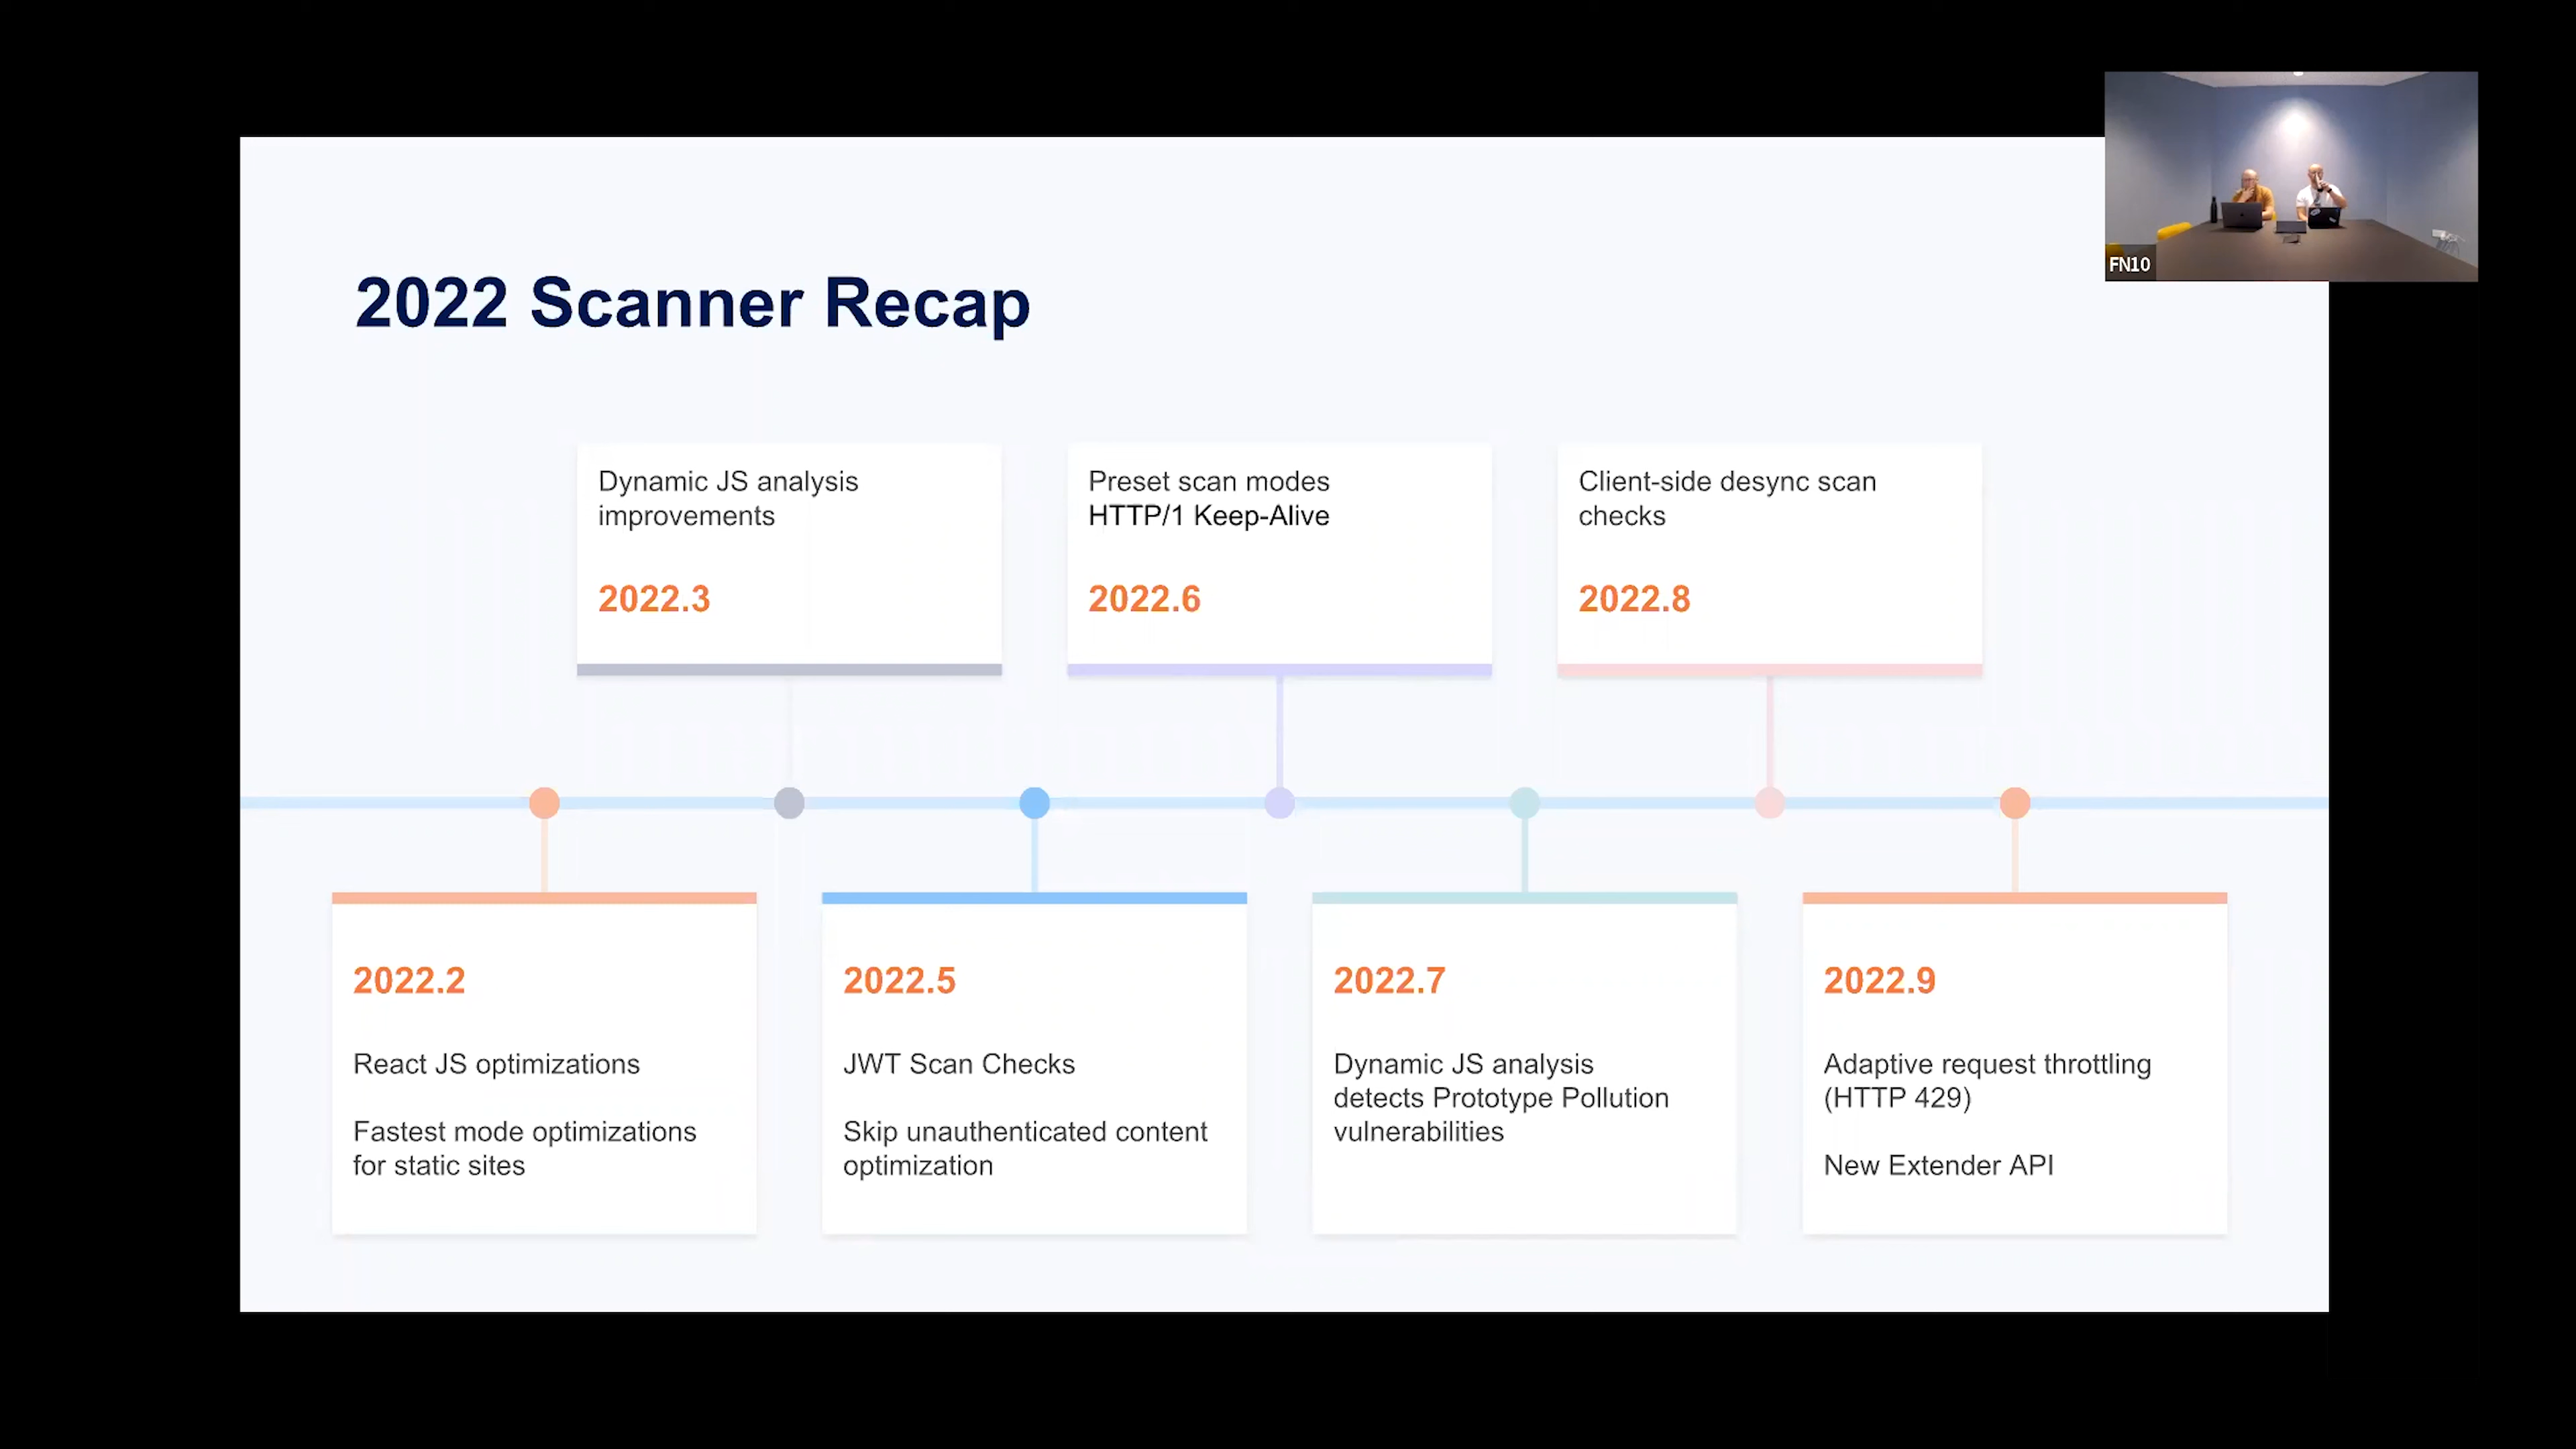 FN10
2022 Scanner Recap
Dynamic JS analysis
improvements
2022.3
Preset scan modes
HTTP/1 Keep-Alive
2022.6
Client-side desync scan
checks
2022.8
2022.2
React JS optimizations
Fastest mode optimizations
for static sites
2022.5
JWT Scan Checks
Skip unauthenticated content
optimization
2022.7
Dynamic JS analysis
detects Prototype Pollution
vulnerabilities
2022.9
Adaptive request throttling
(HTTP 429)
New Extender API